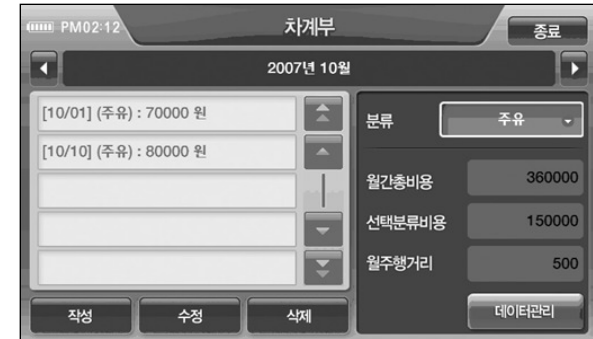 PM02:12
차계부
종료
2007년 10월
[10/01] (주유) : 70000 원
[10/10] (주유) : 80000 원
분류
주유
월간총비용
360000
선택분류비용
150000
월주행거리
500
작성
수정
삭제
데이터관리